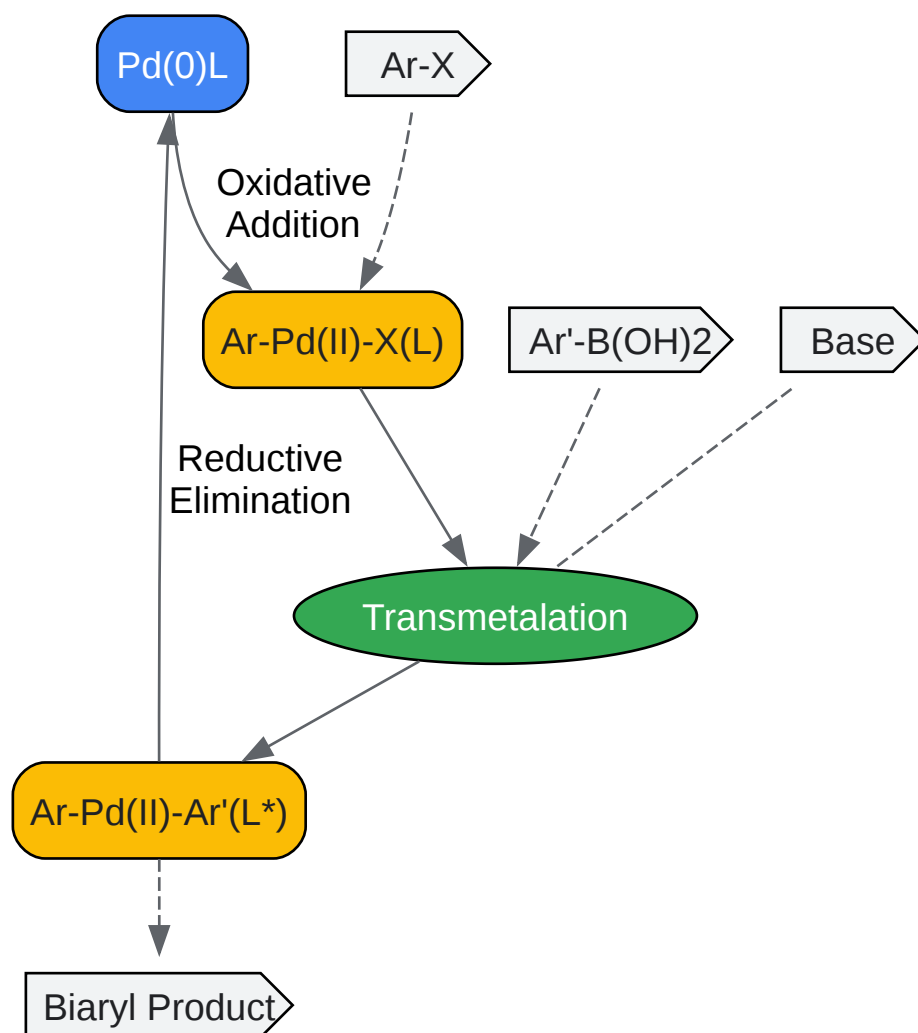 Pd(0)L
Ar-X
Oxidative
Addition
Ar-Pd(II)-X(L)
Ar'-B(OH)2
Base
Reductive
Elimination
Transmetalation
Ar-Pd(II)-Ar'(L*)
Biaryl Product